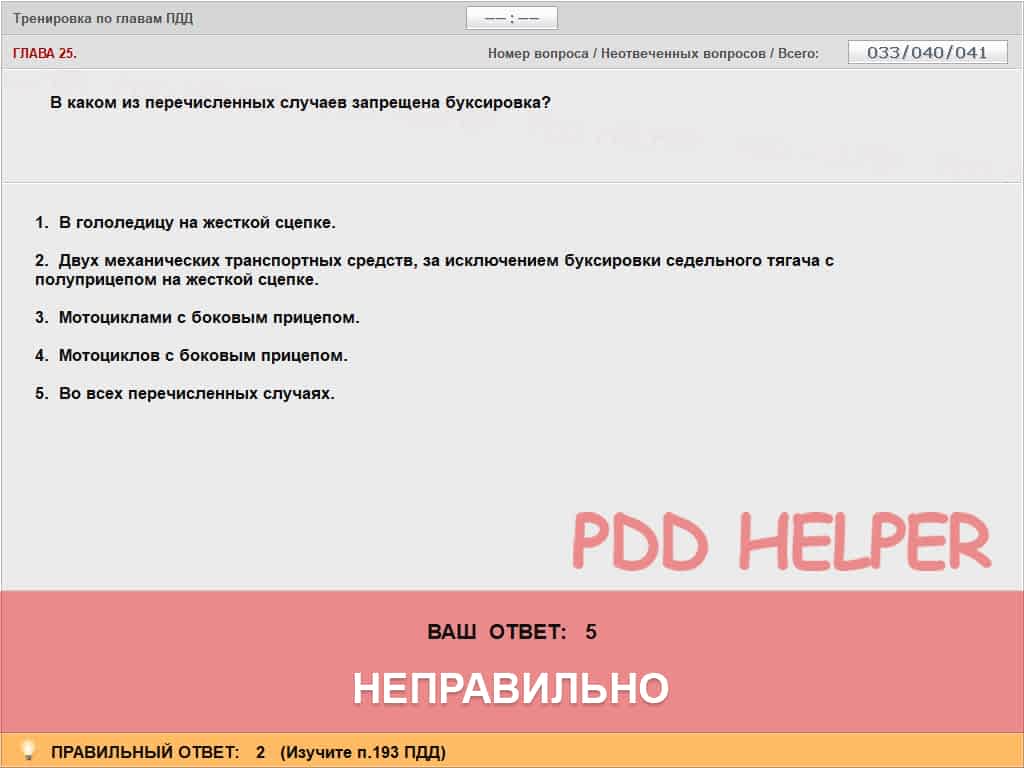 Тренировка по главам ПДД
–– : ––
ГЛАВА 25.
Номер вопроса / Неотвеченных вопросов / Всего:
033/040/041
В каком из перечисленных случаев запрещена буксировка?
1. В гололедицу на жесткой сцепке.
2. Двух механических транспортных средств, за исключением буксировки седельного тягача с
полуприцепом на жесткой сцепке.
3. Мотоциклами с боковым прицепом.
4. Мотоциклов с боковым прицепом.
5. Во всех перечисленных случаях.
PDD HELPER
ВАШ ОТВЕТ: 5
НЕПРАВИЛЬНО
ПРАВИЛЬНЫЙ ОТВЕТ: 2 (Изучите п.193 ПДД)